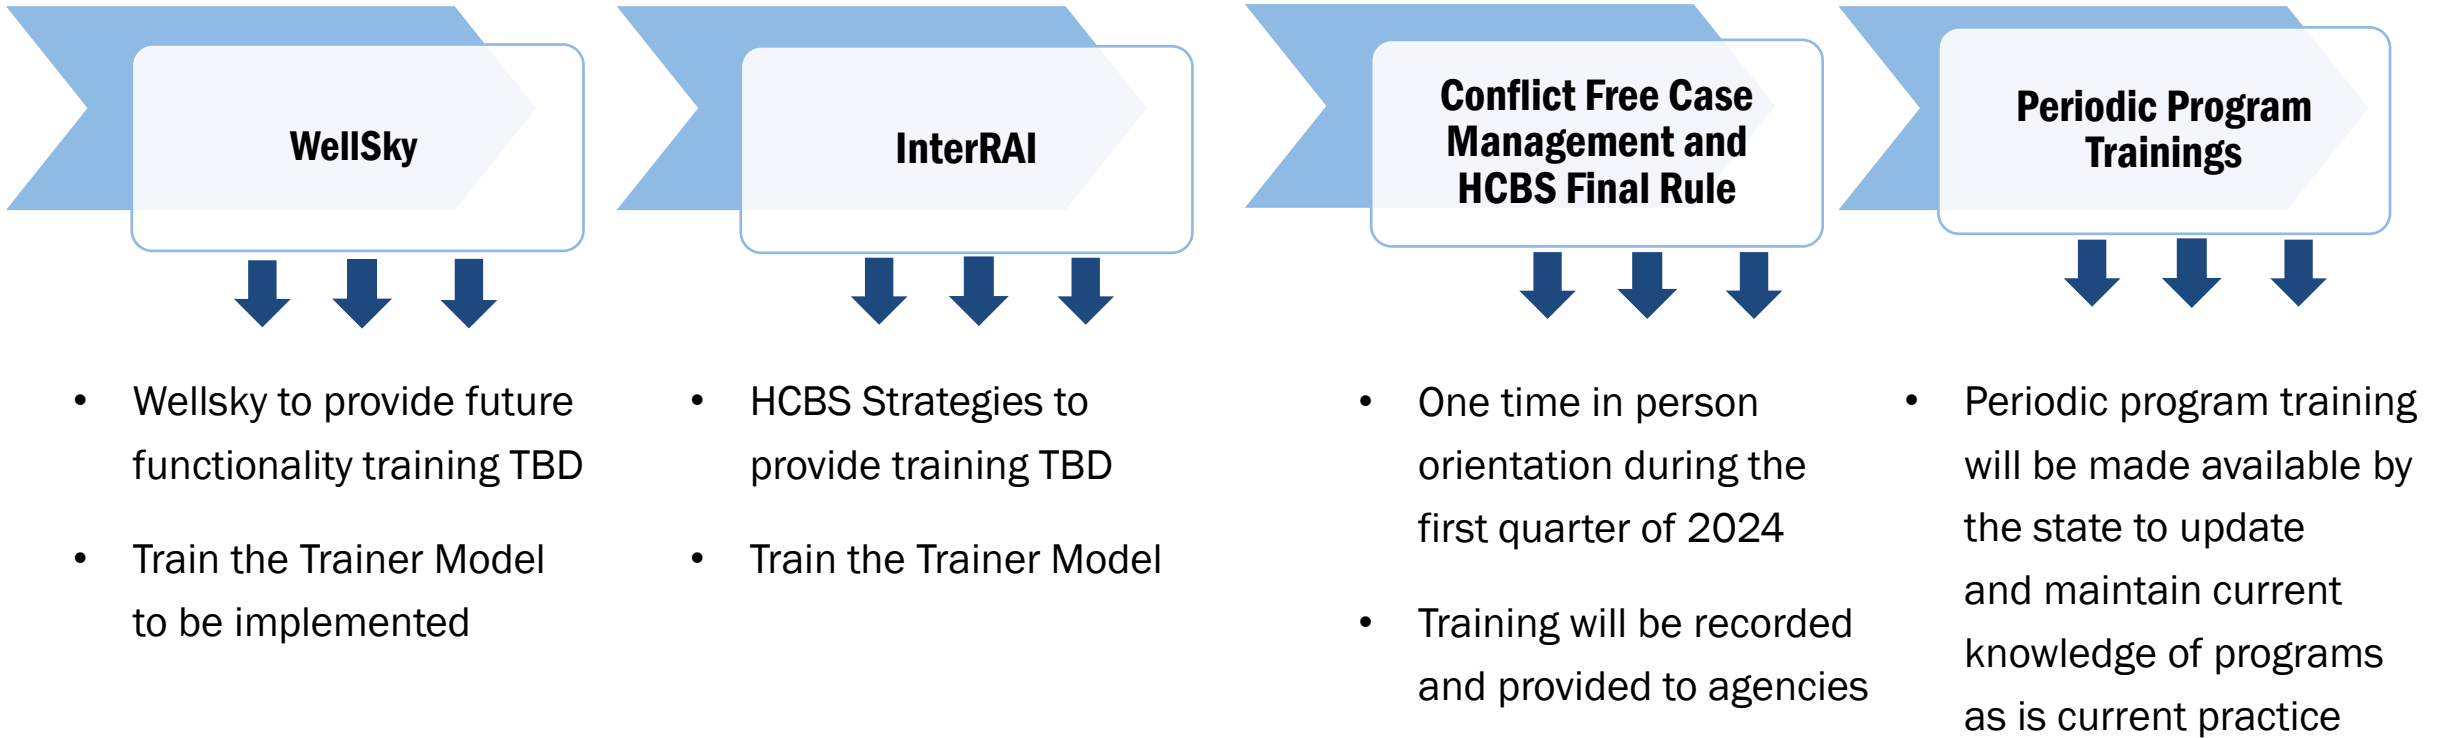 WellSky
• Wellsky to provide future
functionality training TBD
• Train the Trainer Model
to be implemented
InterRAI
• HCBS Strategies to
provide training TBD
• Train the Trainer Model
Conflict Free Case
Management and
HCBS Final Rule
• One time in person
orientation during the
first quarter of 2024
• Training will be recorded
and provided to agencies
Periodic Program
Trainings
• Periodic program training
will be made available by
the state to update
and maintain current
knowledge of programs
as is current practice